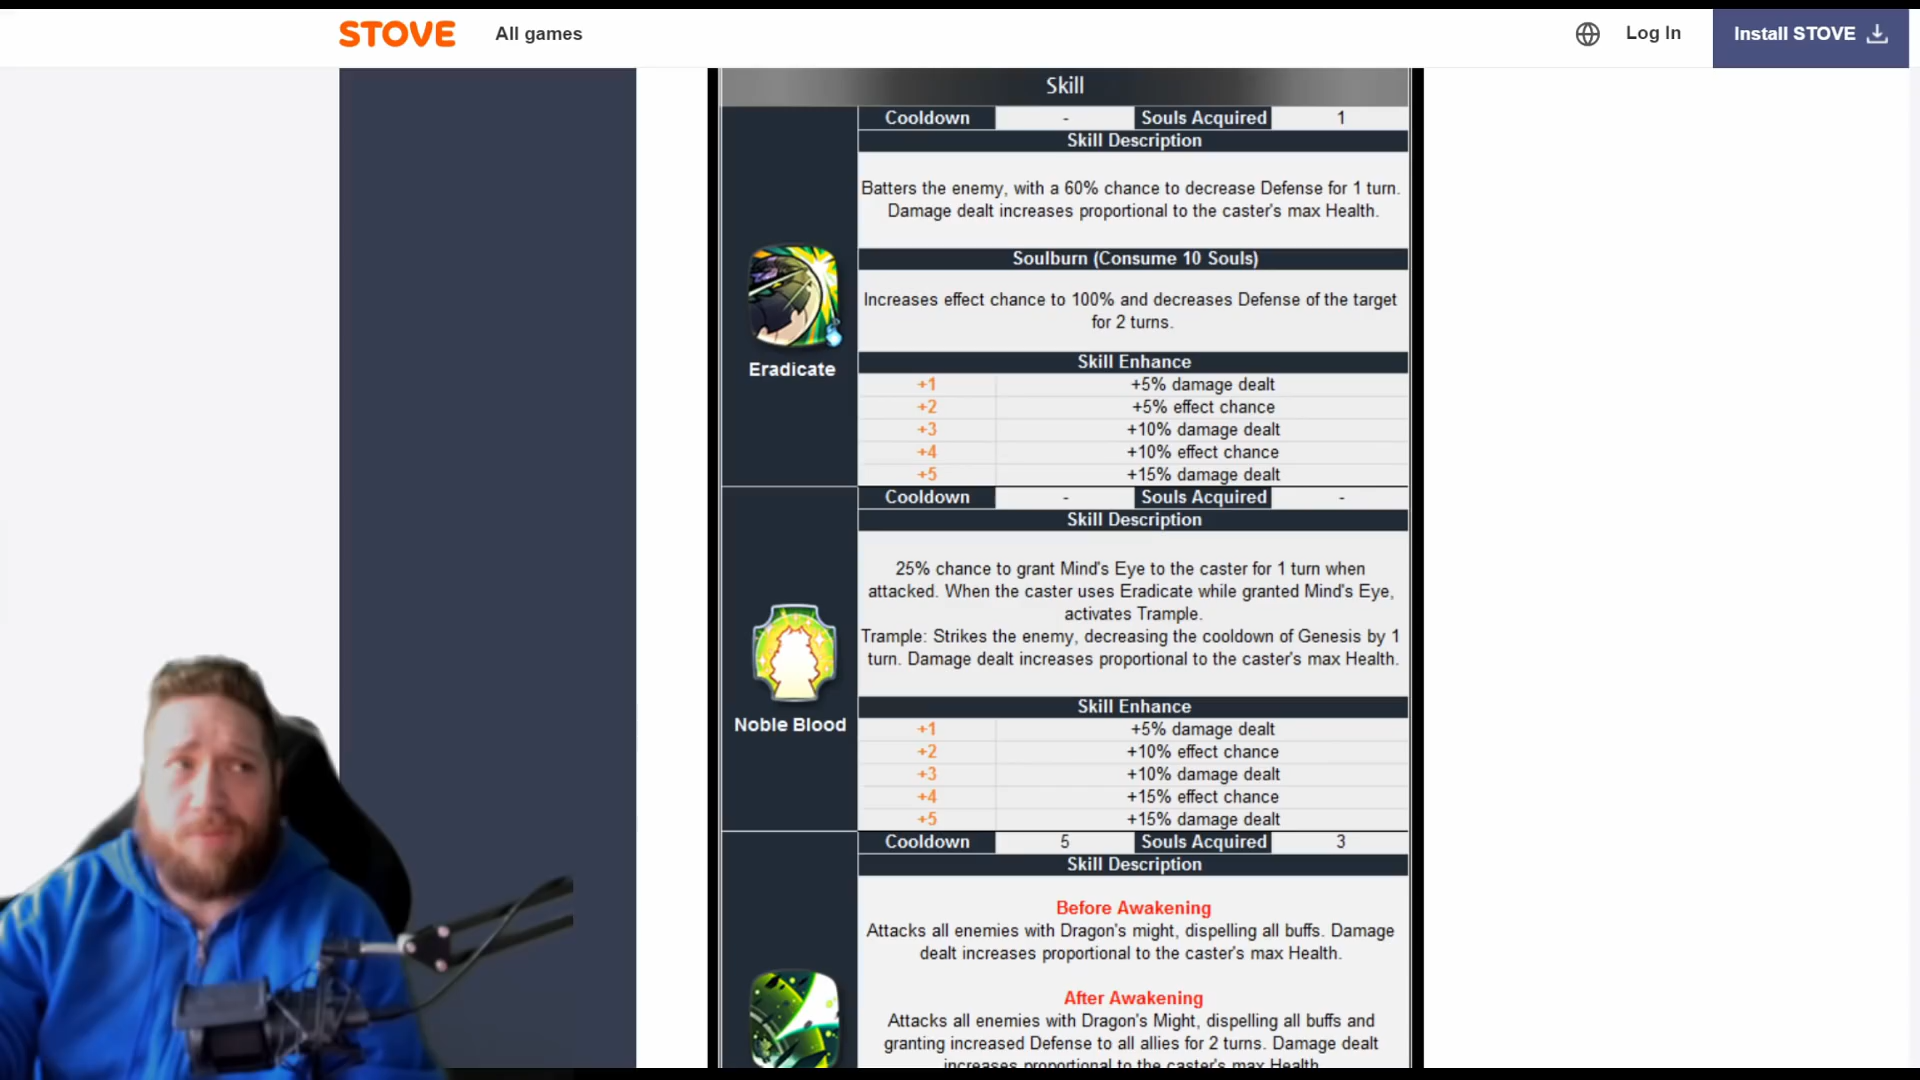 STOVE
All games
Log In
Install STOVE
Skill
Cooldown - Souls Acquired 1
Skill Description
Batters the enemy, with a 60% chance to decrease Defense for 1 turn.
Damage dealt increases proportional to the caster's max Health.
Soulburn (Consume 10 Souls)
Increases effect chance to 100% and decreases Defense of the target
for 2 turns.
Eradicate
Skill Enhance
+1 +5% damage dealt
+2 +5% effect chance
+3 +10% damage dealt
+4 +10% effect chance
+5 +15% damage dealt
Cooldown - Souls Acquired -
Skill Description
25% chance to grant Mind's Eye to the caster for 1 turn when
attacked. When the caster uses Eradicate while granted Mind's Eye,
activates Trample.
Trample: Strikes the enemy, decreasing the cooldown of Genesis by 1
turn. Damage dealt increases proportional to the caster's max Health.
Noble Blood
Skill Enhance
+1 +5% damage dealt
+2 +10% effect chance
+3 +10% damage dealt
+4 +15% effect chance
+5 +15% damage dealt
Cooldown 5 Souls Acquired 3
Skill Description
Before Awakening
Attacks all enemies with Dragon's might, dispelling all buffs. Damage
dealt increases proportional to the caster's max Health.
After Awakening
Attacks all enemies with Dragon's Might, dispelling all buffs and
granting increased Defense to all allies for 2 turns. Damage dealt
increases proportional to the caster's max Health